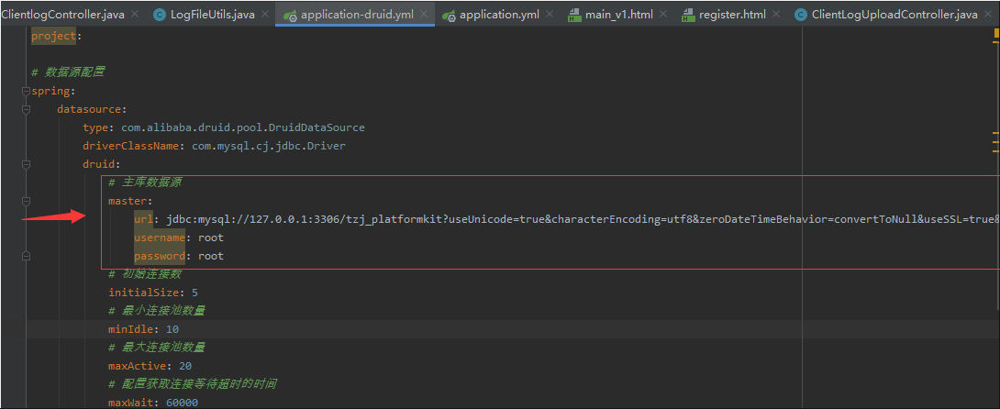 ClientlogController.java LogFileUtils.java application-druid.yml application.yml main_v1.html register.html ClientLogUploadController.java
project:
# 数据源配置
spring:
datasource:
type: com.alibaba.druid.pool.DruidDataSource
driverClassName: com.mysql.cj.jdbc.Driver
druid:
# 主库数据源
master:
url: jdbc:mysql://127.0.0.1:3306/tzj_platformkit?useUnicode=true&characterEncoding=utf8&zeroDateTimeBehavior=convertToNull&useSSL=true&
username: root
password: root
# 初始连接数
initialSize: 5
# 最小连接池数量
minIdle: 10
# 最大连接池数量
maxActive: 20
# 配置获取连接等待超时的时间
maxWait: 60000